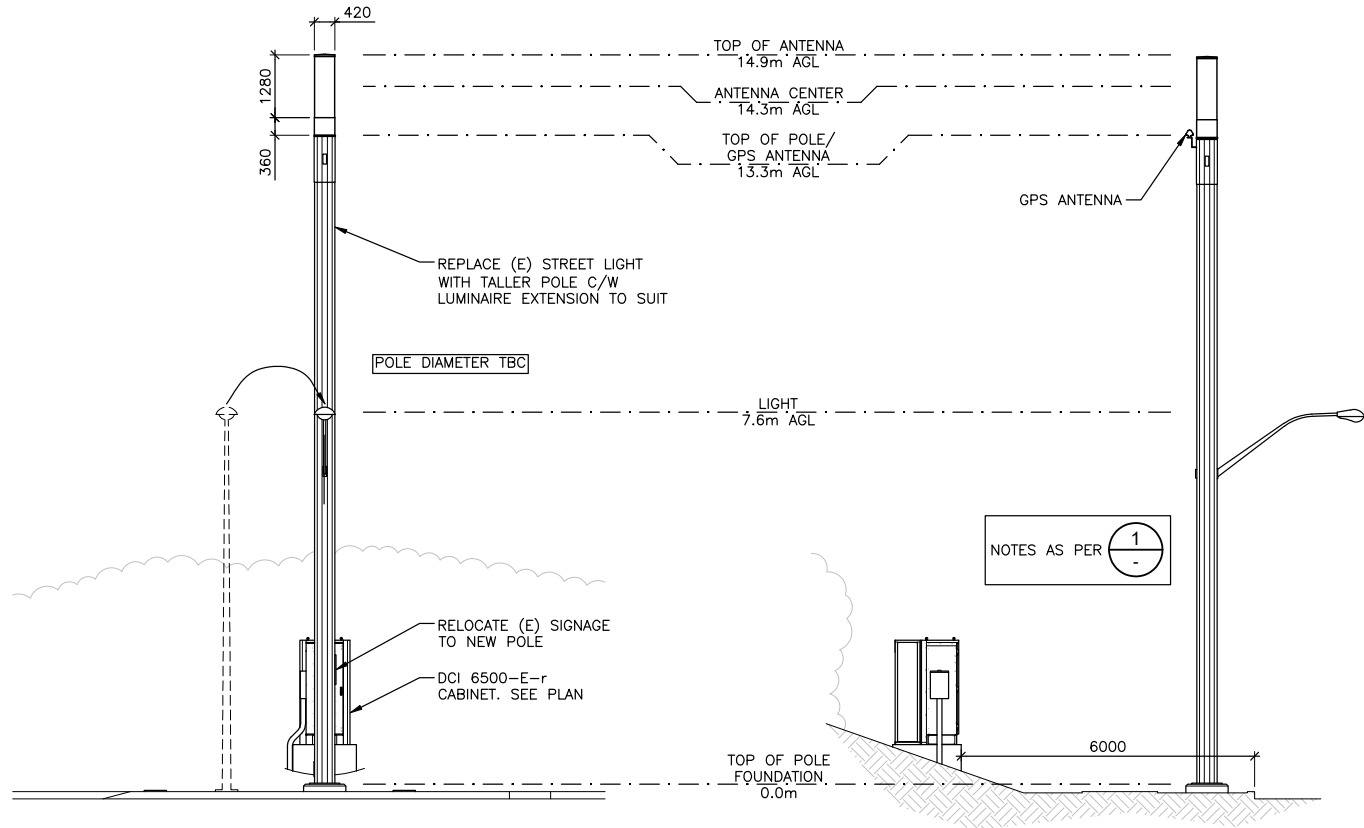 420
TOP OF ANTENNA
14.9m AGL
1280
ANTENNA CENTER
14.3m AGL
360
TOP OF POLE/
GPS ANTENNA
13.3m AGL
GPS ANTENNA
REPLACE (E) STREET LIGHT
WITH TALLER POLE C/W
LUMINAIRE EXTENSION TO SUIT
POLE DIAMETER TBC
LIGHT
7.6m AGL
NOTES AS PER
1
-
RELOCATE (E) SIGNAGE
TO NEW POLE
DCI 6500-E-r
CABINET. SEE PLAN
6000
TOP OF POLE
FOUNDATION
0.0m